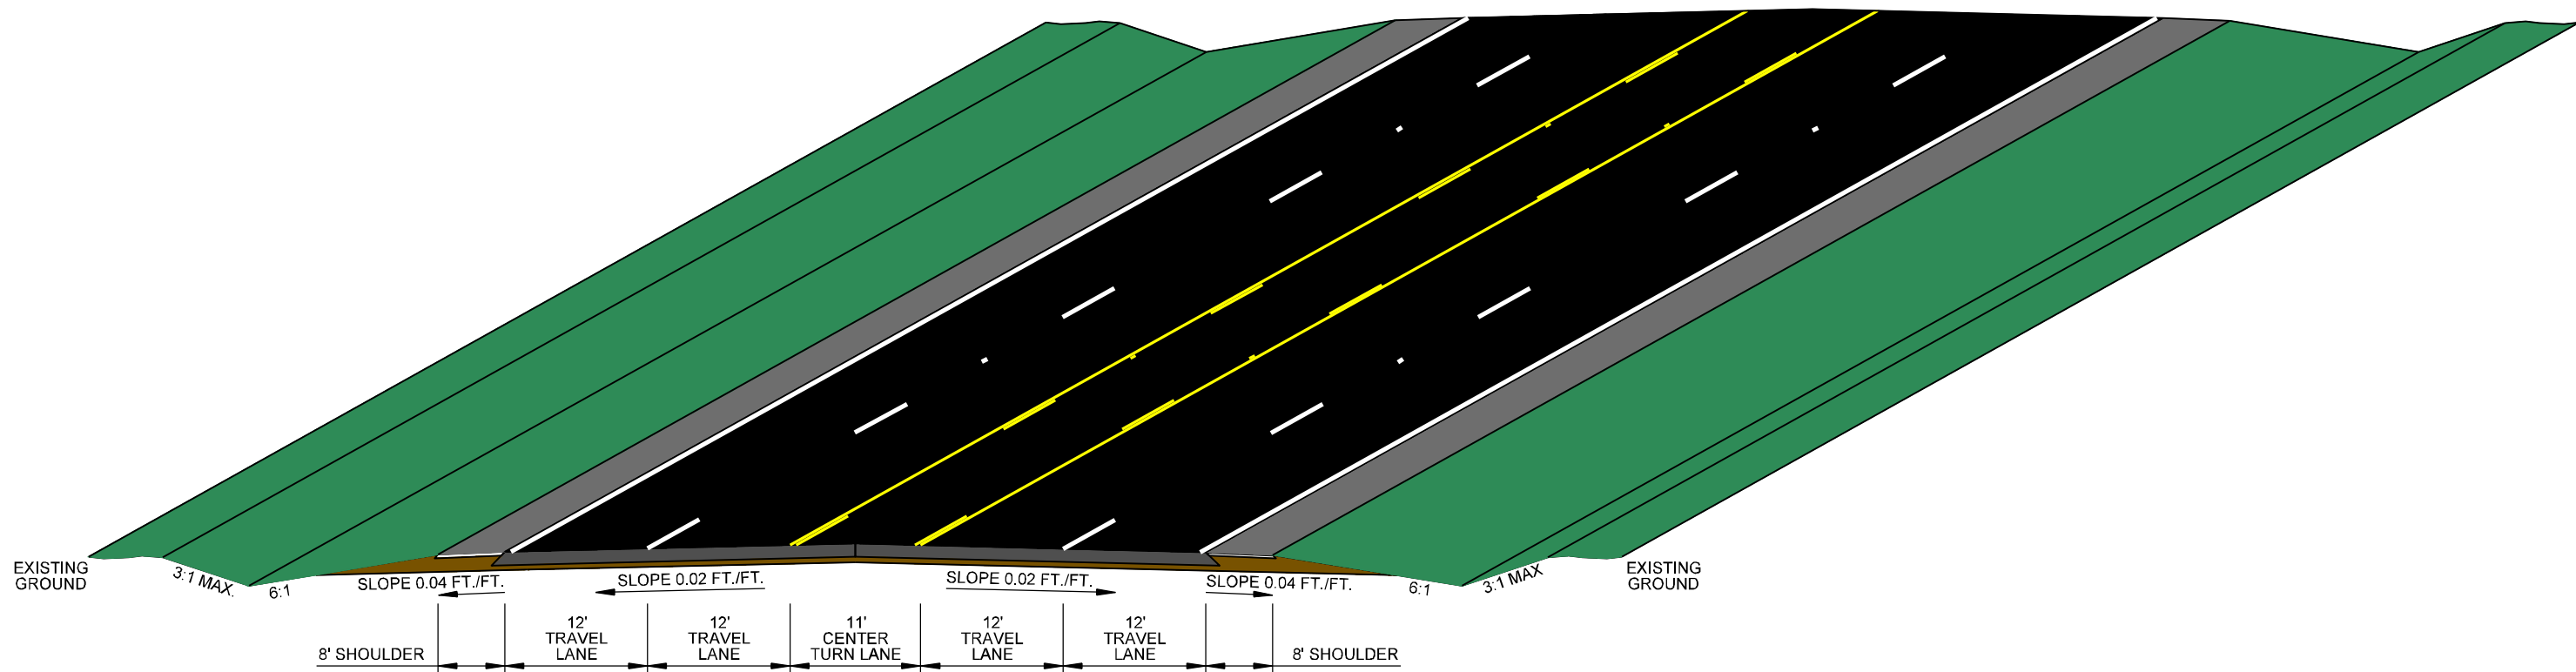 EXISTING
GROUND
3:1 MAX.
6:1
SLOPE 0.04 FT./FT.
SLOPE 0.02 FT./FT.
SLOPE 0.02 FT./FT.
SLOPE 0.04 FT./FT.
6:1
3:1 MAX
EXISTING
GROUND
8' SHOULDER
12'
TRAVEL
LANE
12'
TRAVEL
LANE
11'
CENTER
TURN LANE
12'
TRAVEL
LANE
12'
TRAVEL
LANE
8' SHOULDER